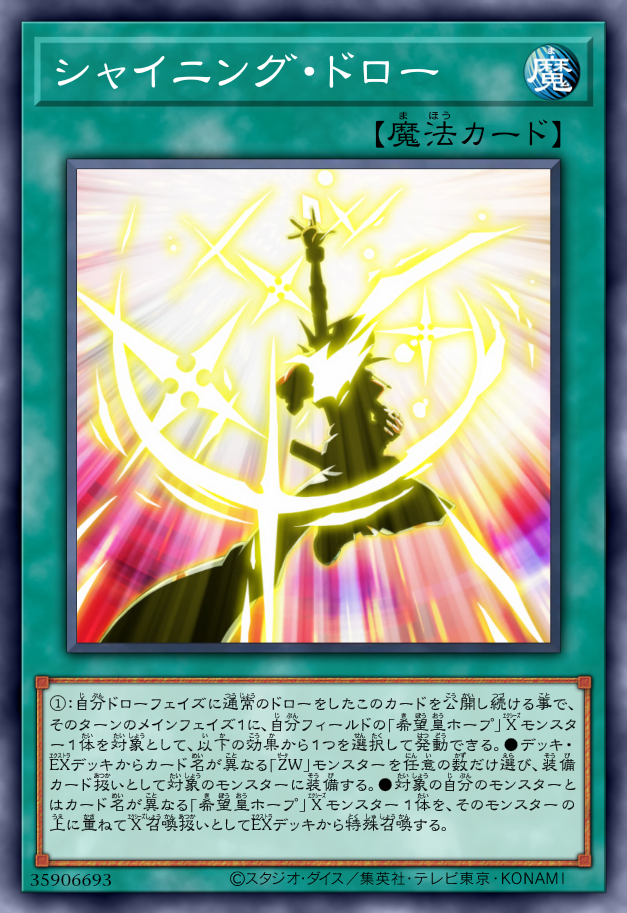 シャイニング・ドロー
魔
【魔法カード】
①:自分ドローフェイズに通常のドローをしたこのカードを公開し続ける事で、
そのターンのメインフェイズ1に、自分フィールドの「希望皇ホープ」Xモンスタ
ー1体を対象として、以下の効果から1つを選択して発動できる。●デッキ・
EXデッキからカード名が異なる「ZW」モンスターを任意の数だけ選び、装備
カード扱いとして対象のモンスターに装備する。●対象の自分のモンスターと
はカード名が異なる「希望皇ホープ」Xモンスター1体を、そのモンスターの
上に重ねてX召喚扱いとしてEXデッキから特殊召喚する。
35906693 ©スタジオ・ダイス/集英社・テレビ東京・KONAMI